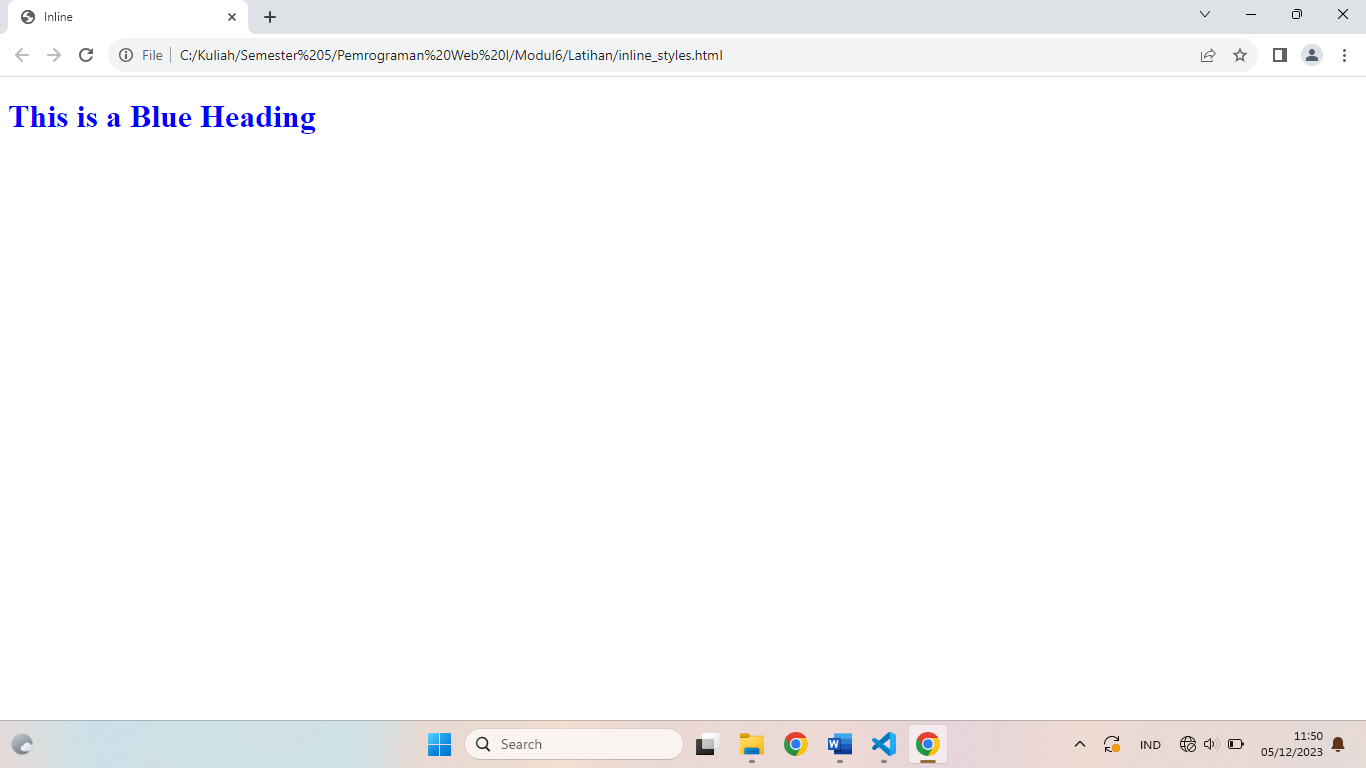 Inline
File
C:/Kuliah/Semester%205/Pemrograman%20Web%20I/Modul6/Latihan/inline_styles.html
This is a Blue Heading
Search
IND
11:50
05/12/2023